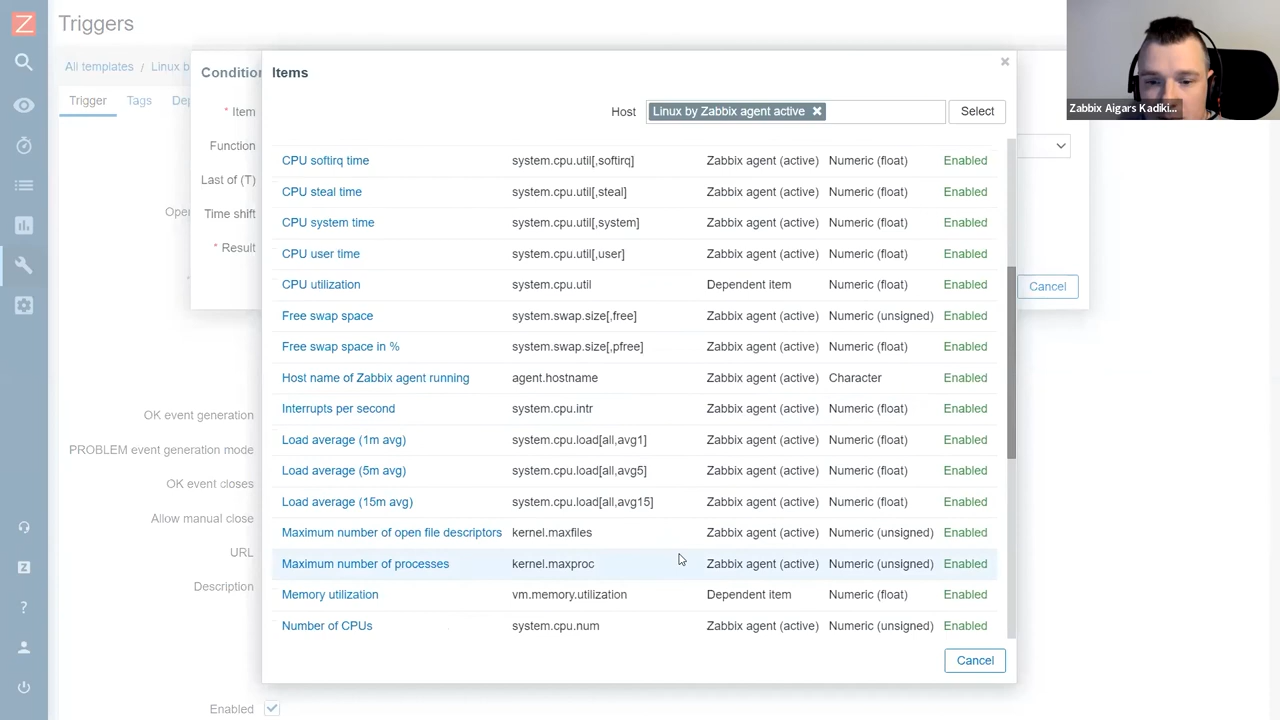 Z
Triggers
All templates / Linux b
Trigger Tags Dep
Condition
* Item
Function
Last of (T)
Time shift
* Result
Oper
Cancel
OK event generation
PROBLEM event generation mode
OK event closes
Allow manual close
URL
Description
Enabled
Items
Host Linux by Zabbix agent active Select
CPU softirq time system.cpu.util[,softirq] Zabbix agent (active) Numeric (float) Enabled
CPU steal time system.cpu.util[,steal] Zabbix agent (active) Numeric (float) Enabled
CPU system time system.cpu.util[,system] Zabbix agent (active) Numeric (float) Enabled
CPU user time system.cpu.util[,user] Zabbix agent (active) Numeric (float) Enabled
CPU utilization system.cpu.util Dependent item Numeric (float) Enabled
Free swap space system.swap.size[,free] Zabbix agent (active) Numeric (unsigned) Enabled
Free swap space in % system.swap.size[,pfree] Zabbix agent (active) Numeric (float) Enabled
Host name of Zabbix agent running agent.hostname Zabbix agent (active) Character Enabled
Interrupts per second system.cpu.intr Zabbix agent (active) Numeric (float) Enabled
Load average (1m avg) system.cpu.load[all,avg1] Zabbix agent (active) Numeric (float) Enabled
Load average (5m avg) system.cpu.load[all,avg5] Zabbix agent (active) Numeric (float) Enabled
Load average (15m avg) system.cpu.load[all,avg15] Zabbix agent (active) Numeric (float) Enabled
Maximum number of open file descriptors kernel.maxfiles Zabbix agent (active) Numeric (unsigned) Enabled
Maximum number of processes kernel.maxproc Zabbix agent (active) Numeric (unsigned) Enabled
Memory utilization vm.memory.utilization Dependent item Numeric (float) Enabled
Number of CPUs system.cpu.num Zabbix agent (active) Numeric (unsigned) Enabled
Cancel
Zabbix Aigars Kadiki...